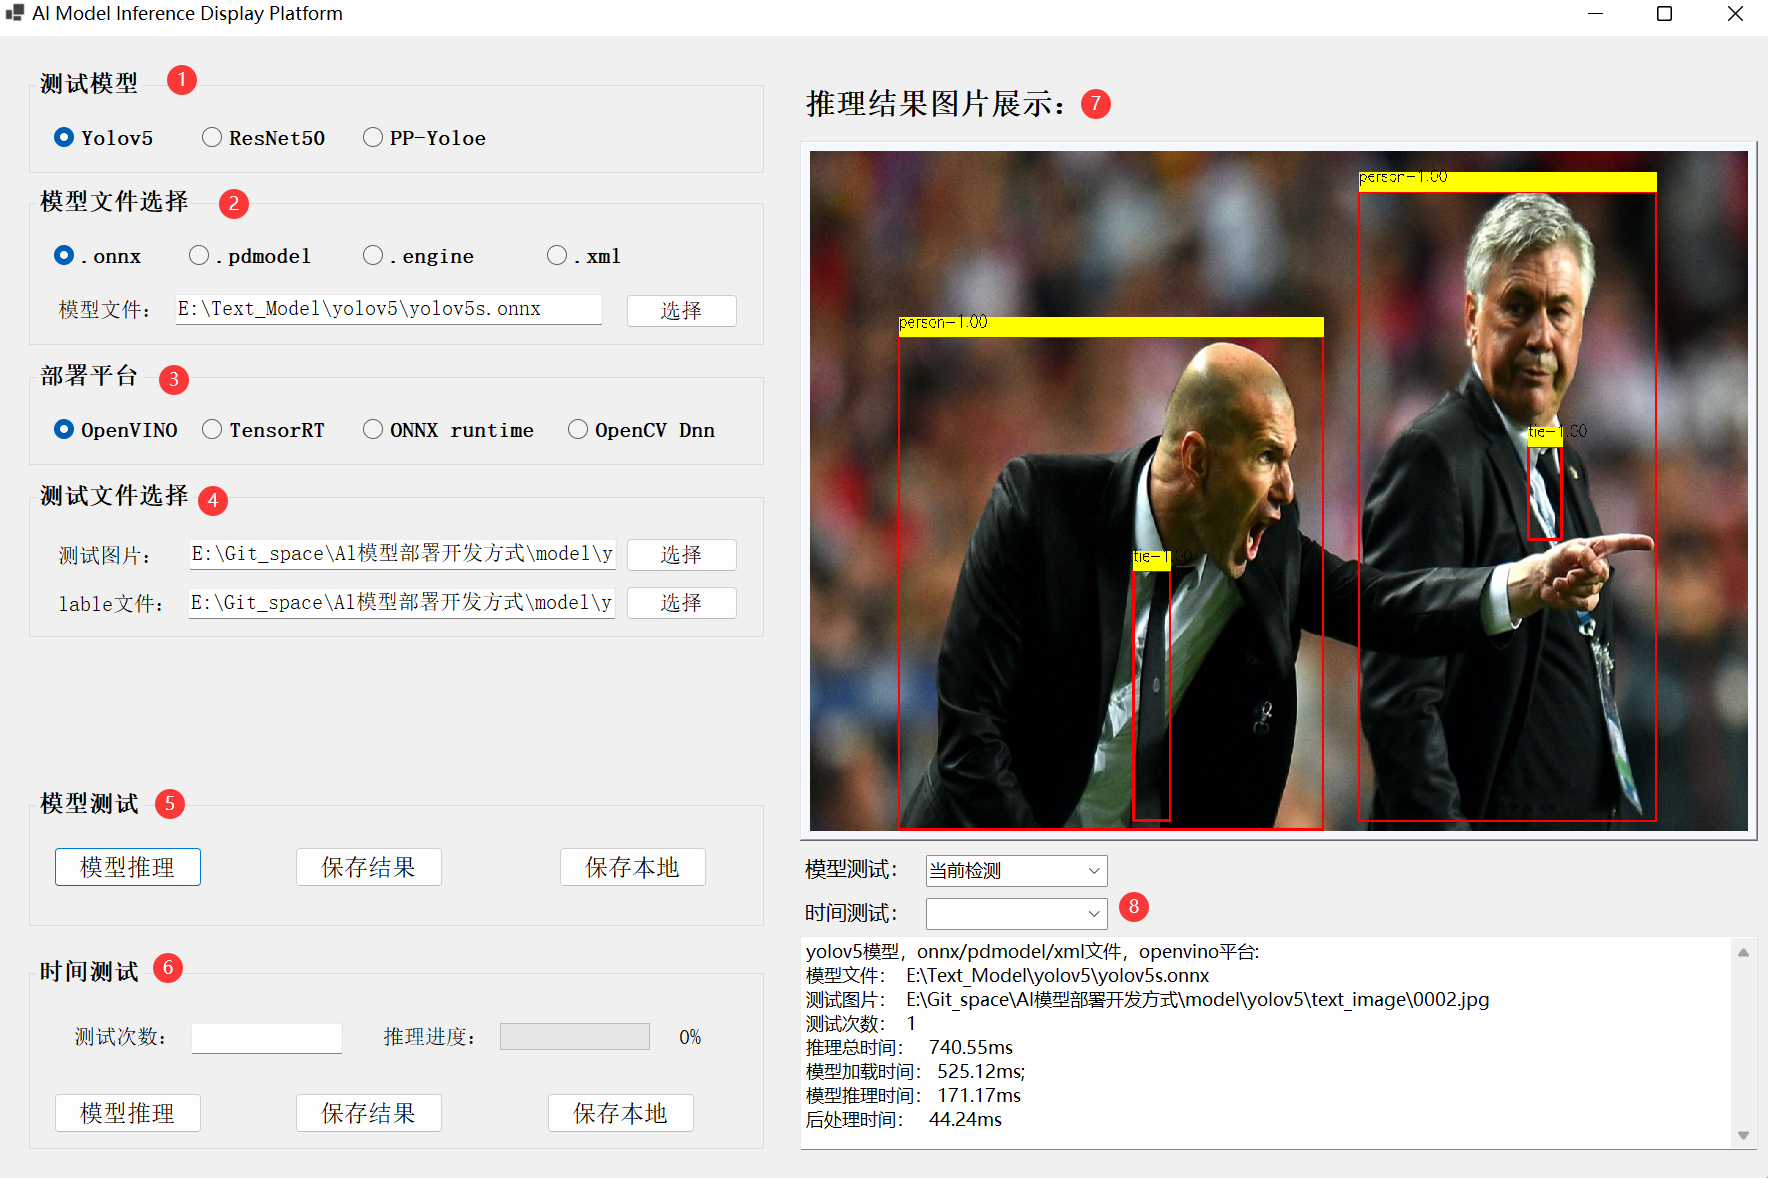 AI Model Inference Display Platform
测试模型 1
Yolov5 ResNet50 PP-Yoloe
模型文件选择 2
.onnx .pdmodel .engine .xml
模型文件： E:\Text_Model\yolov5\yolov5s.onnx 选择
部署平台 3
OpenVINO TensorRT ONNX runtime OpenCV Dnn
测试文件选择 4
测试图片： E:\Git_space\Al模型部署开发方式\model\y 选择
lable文件： E:\Git_space\Al模型部署开发方式\model\y 选择
模型测试 5
模型推理 保存结果 保存本地
时间测试 6
测试次数： 推理进度： 0%
模型推理 保存结果 保存本地
推理结果图片展示： 7
person-1.00
person-1.00
tie-1.00
tie-1.00
模型测试： 当前检测
时间测试： 8
yolov5模型，onnx/pdmodel/xml文件，openvino平台:
模型文件： E:\Text_Model\yolov5\yolov5s.onnx
测试图片： E:\Git_space\Al模型部署开发方式\model\yolov5\text_image\0002.jpg
测试次数： 1
推理总时间： 740.55ms
模型加载时间： 525.12ms;
模型推理时间： 171.17ms
后处理时间： 44.24ms